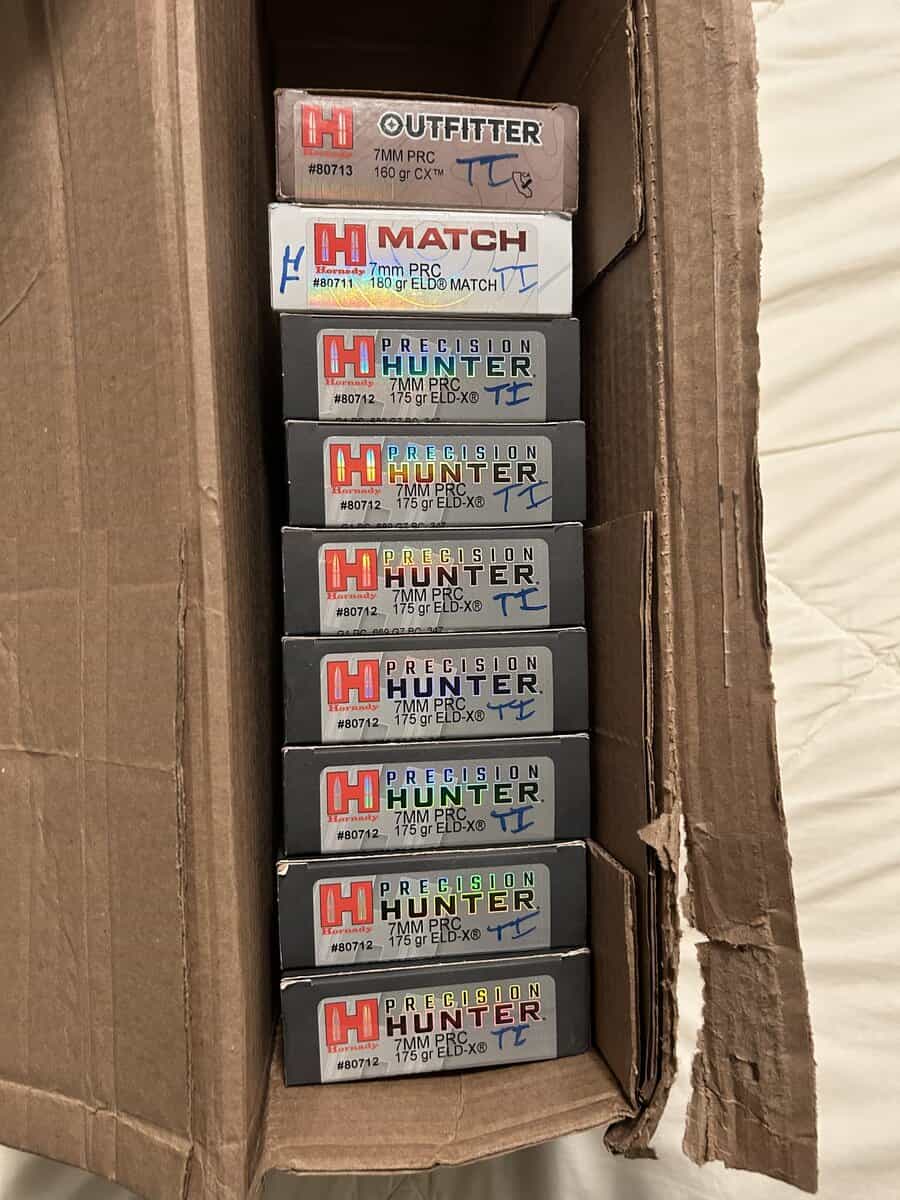 H OUTFITTER®
Hornady
7MM PRC
#80713 160 gr CX™ TI
CA
HF
H MATCH
Hornady 7mm PRC
#80711 180 gr ELD® MATCH TI
PRECISION
H HUNTER®
Hornady 7MM PRC
#80712 175 gr ELD-X® TI
PRECISION
H HUNTER®
Hornady 7MM PRC
#80712 175 gr ELD-X® TI
PRECISION
H HUNTER®
Hornady 7MM PRC
#80712 175 gr ELD-X® TI
PRECISION
H HUNTER®
Hornady 7MM PRC
#80712 175 gr ELD-X® TI
PRECISION
H HUNTER®
Hornady 7MM PRC
#80712 175 gr ELD-X® TI
PRECISION
H HUNTER®
Hornady 7MM PRC
#80712 175 gr ELD-X® TI
PRECISION
H HUNTER®
Hornady 7MM PRC
#80712 175 gr ELD-X® TI